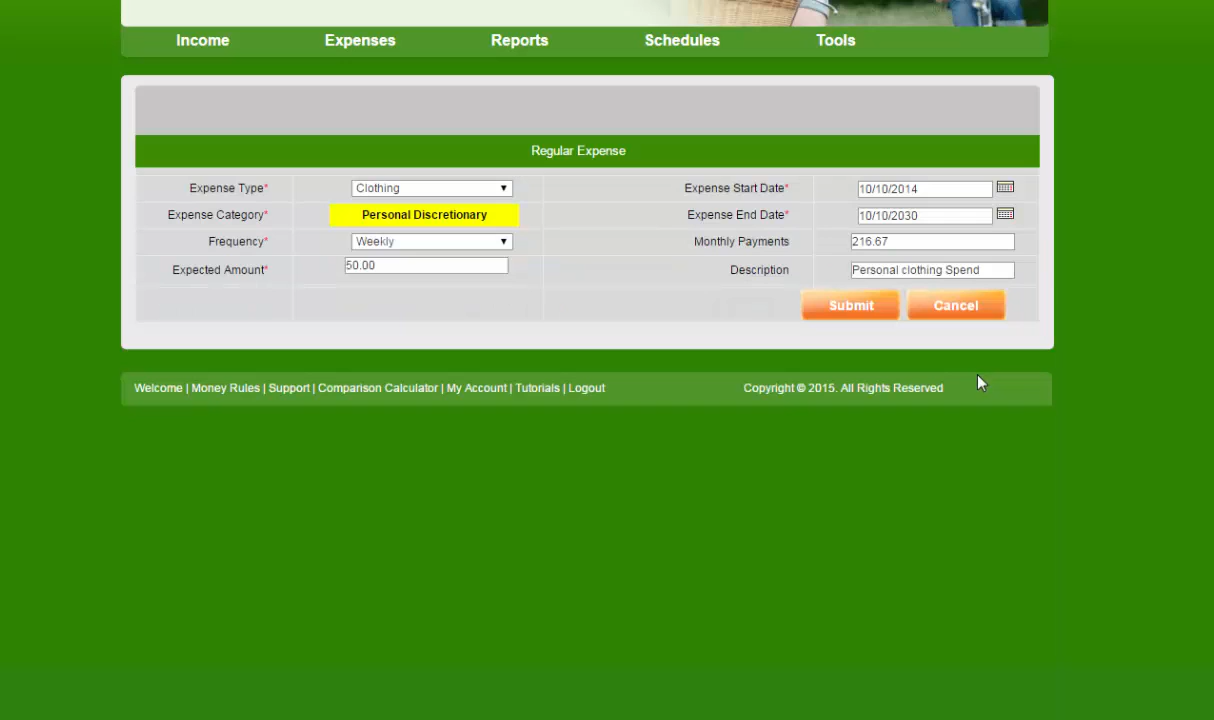 Income Expenses Reports Schedules Tools
Regular Expense
Expense Type* Clothing Expense Start Date* 10/10/2014
Expense Category* Personal Discretionary Expense End Date* 10/10/2030
Frequency* Weekly Monthly Payments 216.67
Expected Amount* 50.00 Description Personal clothing Spend
Submit Cancel
Welcome | Money Rules | Support | Comparison Calculator | My Account | Tutorials | Logout Copyright © 2015. All Rights Reserved